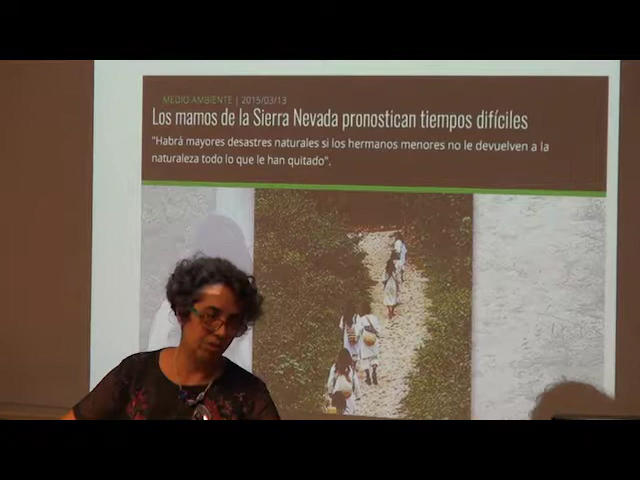 MEDIO AMBIENTE | 2015/03/13
Los mamos de la Sierra Nevada pronostican tiempos difíciles
"Habrá mayores desastres naturales si los hermanos menores no le devuelven a la
naturaleza todo lo que le han quitado".